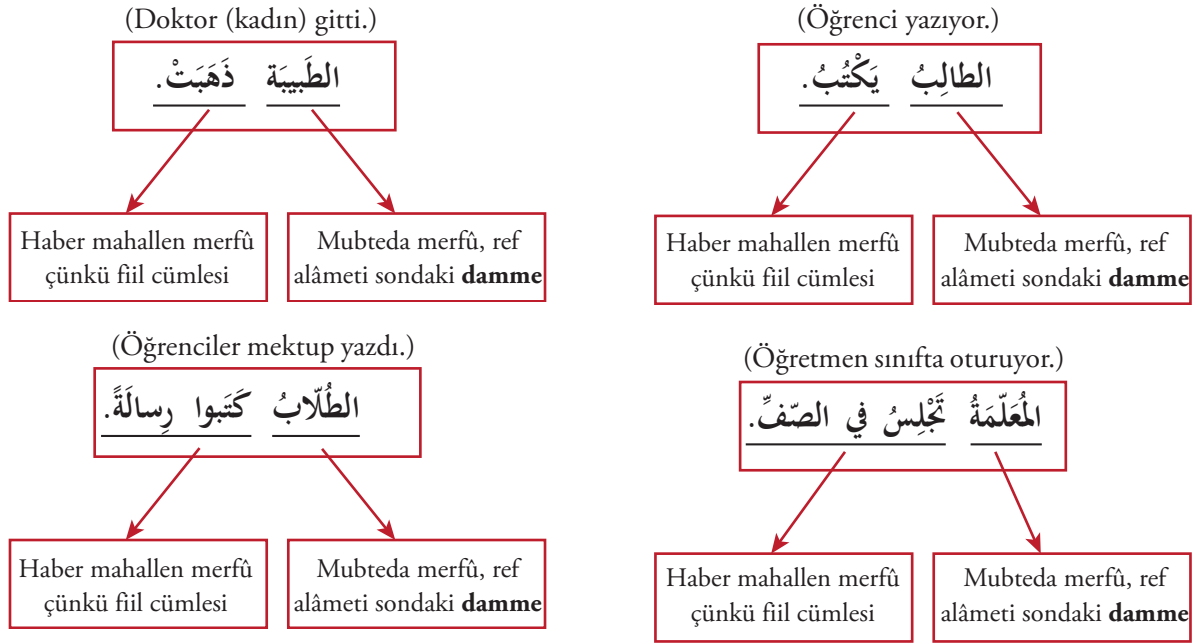 (Doktor (kadın) gitti.)
الطَبيبَة ذَهَبَتْ.
Haber mahallen merfû
çünkü fiil cümlesi
Mubteda merfû, ref
alâmeti sondaki damme
(Öğrenci yazıyor.)
الطالِبُ يَكْتُبُ.
Haber mahallen merfû
çünkü fiil cümlesi
Mubteda merfû, ref
alâmeti sondaki damme
(Öğrenciler mektup yazdı.)
الطُلّابُ كَتَبوا رِسالَةً.
Haber mahallen merfû
çünkü fiil cümlesi
Mubteda merfû, ref
alâmeti sondaki damme
(Öğretmen sınıfta oturuyor.)
المُعَلّمَةُ تَجْلِسُ في الصّفِّ.
Haber mahallen merfû
çünkü fiil cümlesi
Mubteda merfû, ref
alâmeti sondaki damme